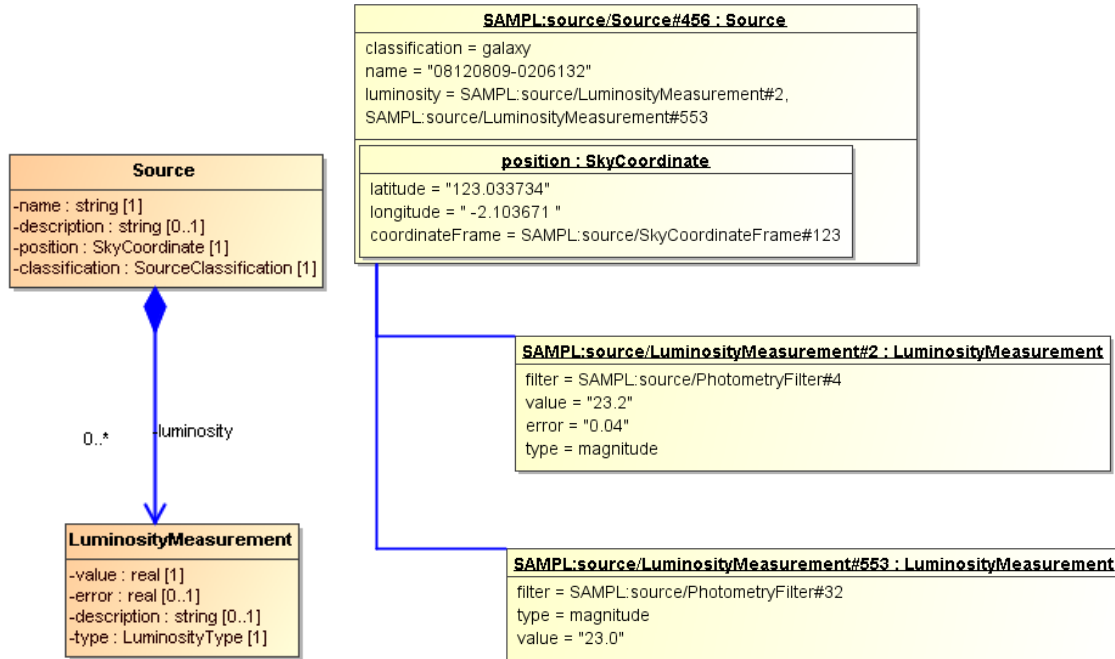 Source
-name : string [1]
-description : string [0..1]
-position : SkyCoordinate [1]
-classification : SourceClassification [1]
0..*
-luminosity
LuminosityMeasurement
-value : real [1]
-error : real [0..1]
-description : string [0..1]
-type : LuminosityType [1]
SAMPL:source/Source#456 : Source
classification = galaxy
name = "08120809-0206132"
luminosity = SAMPL:source/LuminosityMeasurement#2,
SAMPL:source/LuminosityMeasurement#553
position : SkyCoordinate
latitude = "123.033734"
longitude = " -2.103671 "
coordinateFrame = SAMPL:source/SkyCoordinateFrame#123
SAMPL:source/LuminosityMeasurement#2 : LuminosityMeasurement
filter = SAMPL:source/PhotometryFilter#4
value = "23.2"
error = "0.04"
type = magnitude
SAMPL:source/LuminosityMeasurement#553 : LuminosityMeasurement
filter = SAMPL:source/PhotometryFilter#32
type = magnitude
value = "23.0"